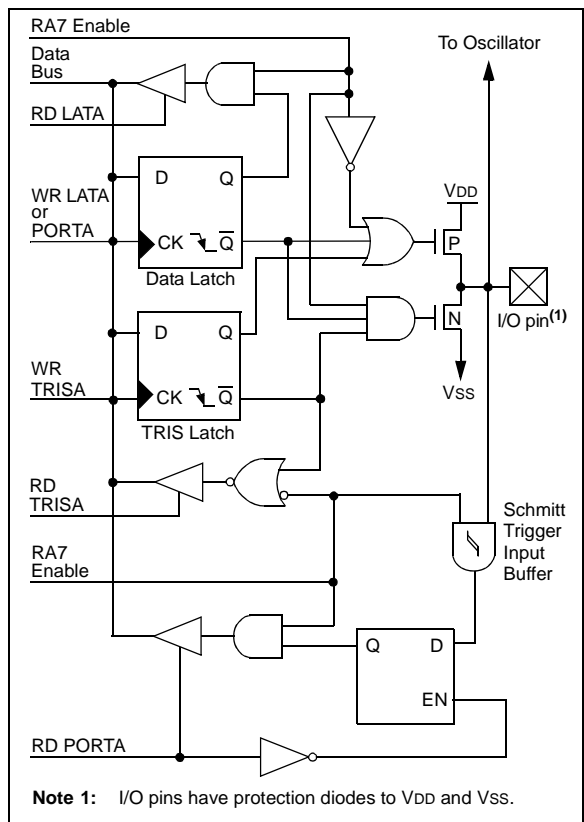 RA7 Enable
Data
Bus
To Oscillator
RD LATA
WR LATA
or
PORTA
D Q
CK Q
Data Latch
VDD
P
I/O pin(1)
N
VSS
D Q
WR
TRISA
CK Q
TRIS Latch
RD
TRISA
Schmitt
Trigger
Input
Buffer
RA7
Enable
Q D
EN
RD PORTA
Note 1: I/O pins have protection diodes to VDD and VSS.